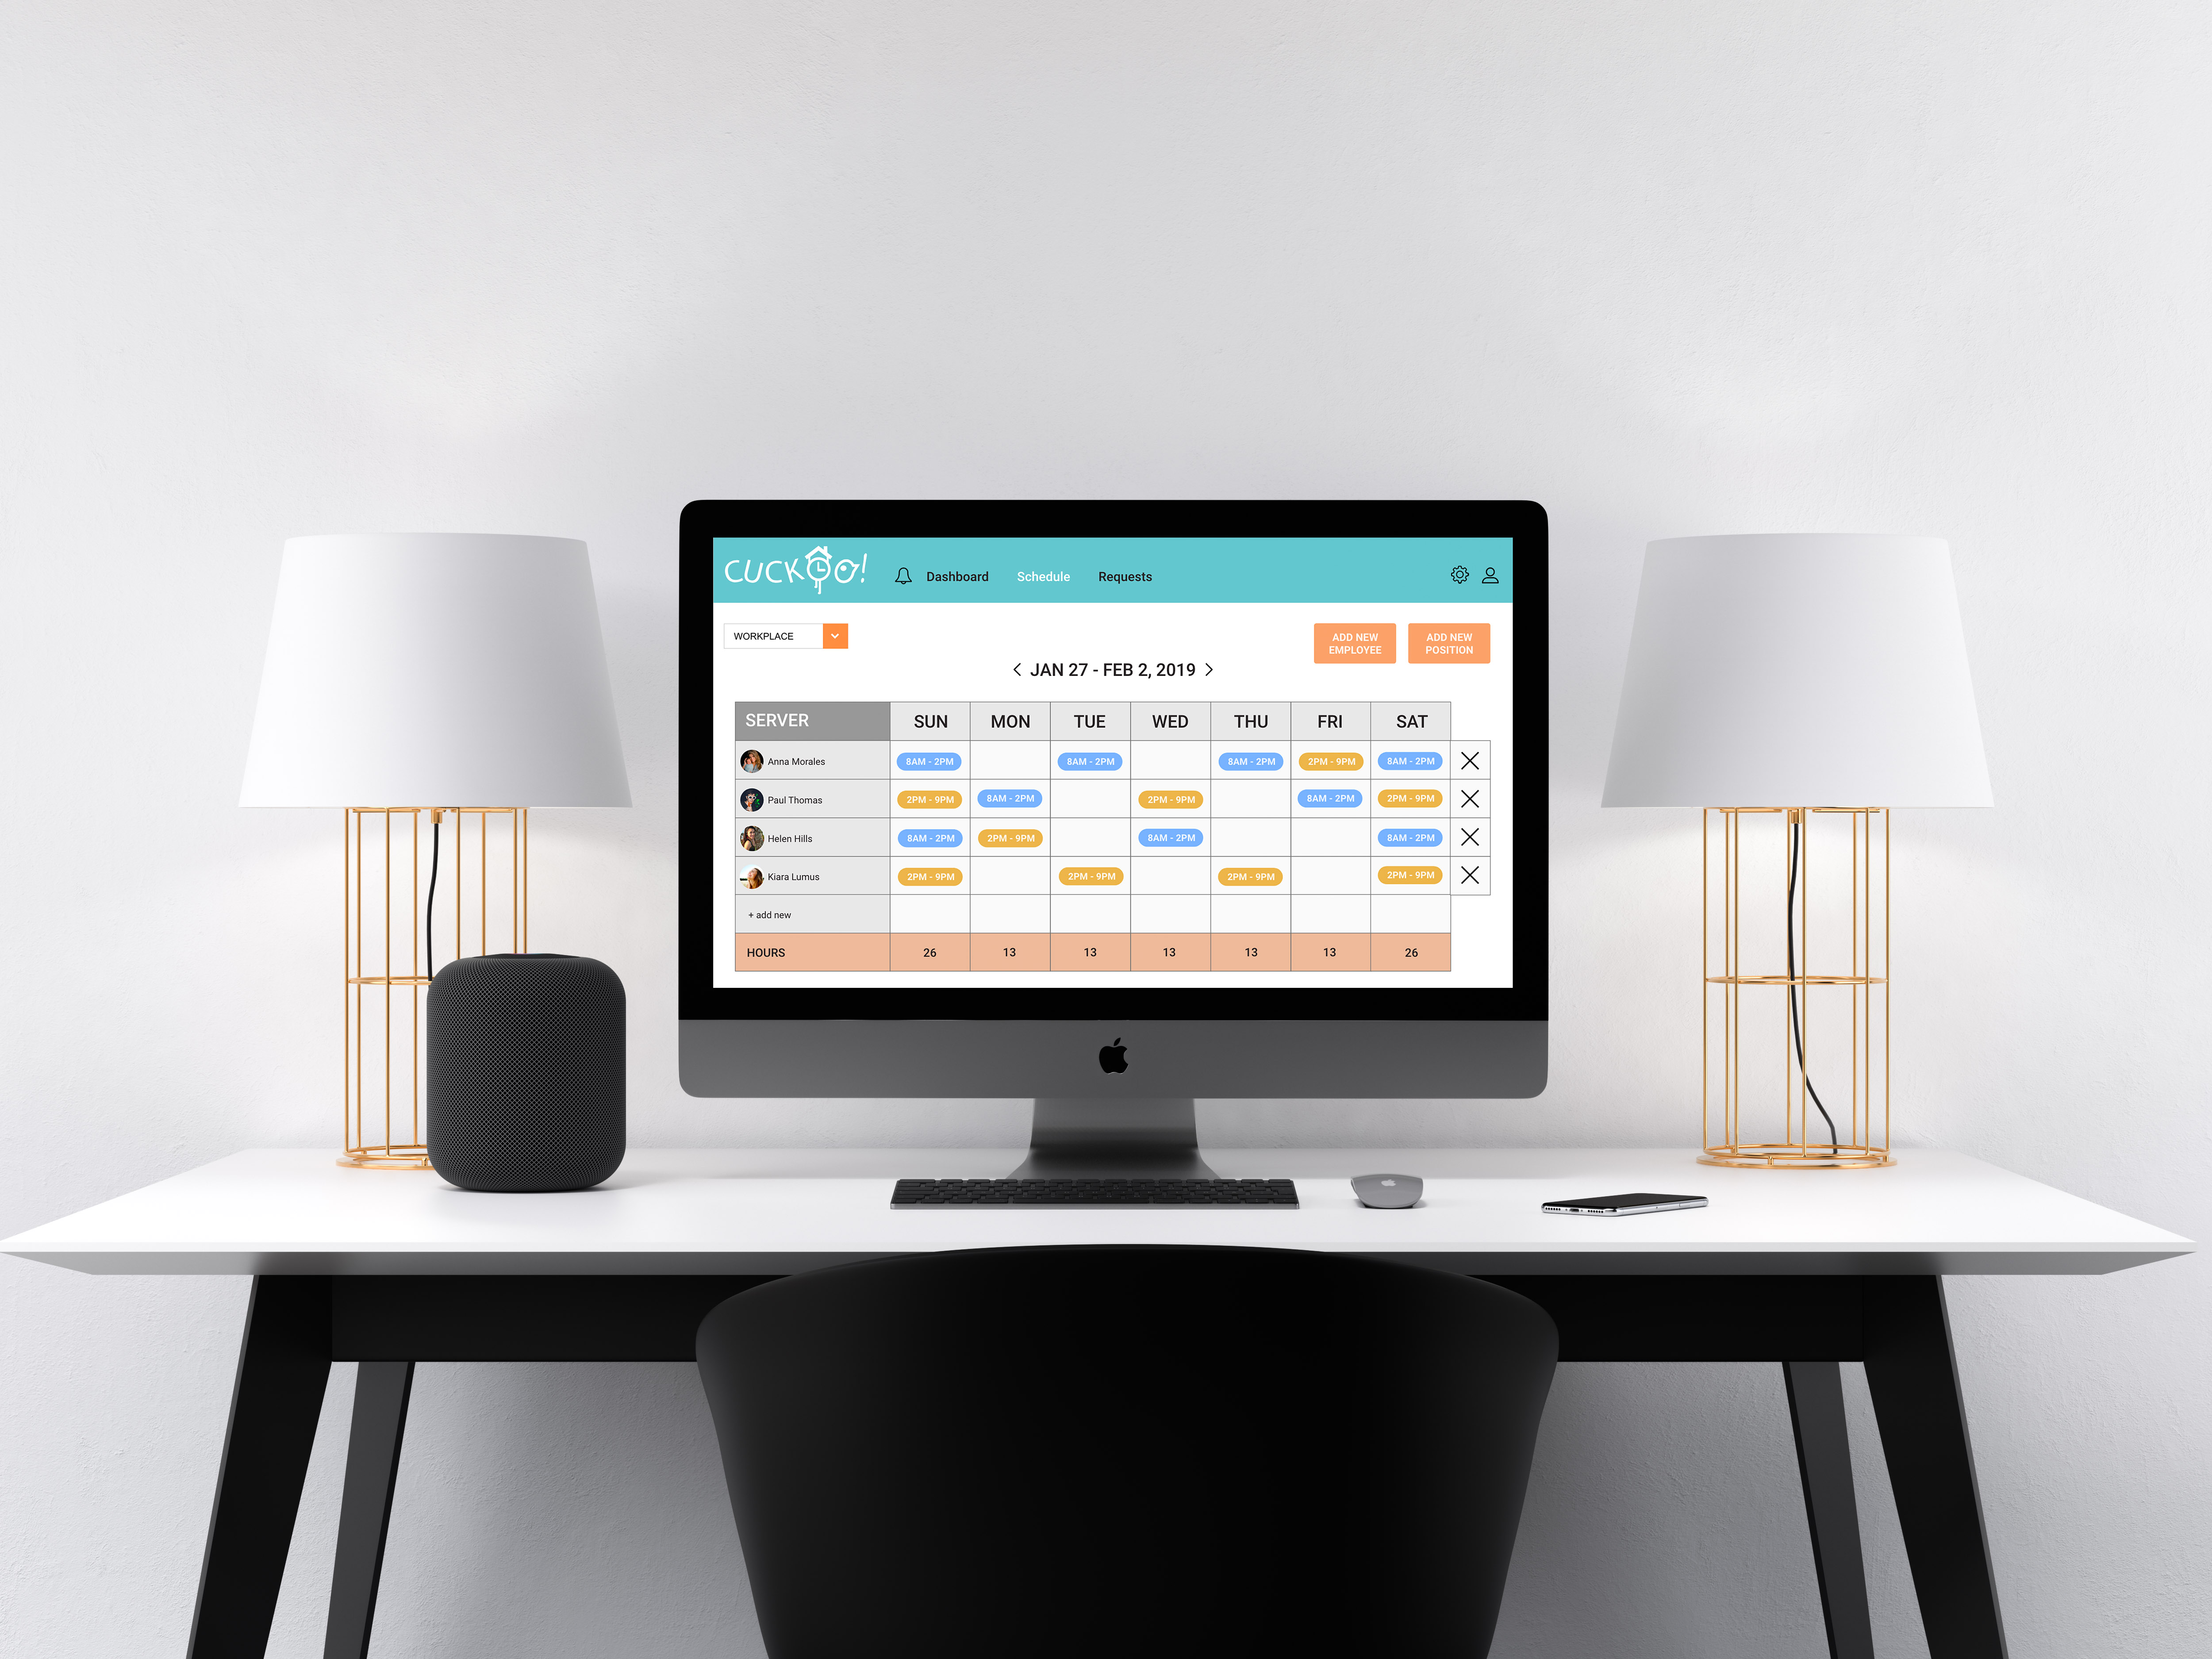 CUCKOO!
Dashboard Schedule Requests
WORKPLACE
ADD NEW EMPLOYEE
ADD NEW POSITION
JAN 27 - FEB 2, 2019
SERVER SUN MON TUE WED THU FRI SAT
Anna Morales 8AM - 2PM 8AM - 2PM 8AM - 2PM 2PM - 9PM 8AM - 2PM
Paul Thomas 2PM - 9PM 8AM - 2PM 2PM - 9PM 8AM - 2PM 2PM - 9PM
Helen Hills 8AM - 2PM 2PM - 9PM 8AM - 2PM 8AM - 2PM
Kiara Lumus 2PM - 9PM 2PM - 9PM 2PM - 9PM 2PM - 9PM
+ add new
HOURS 26 13 13 13 13 13 26